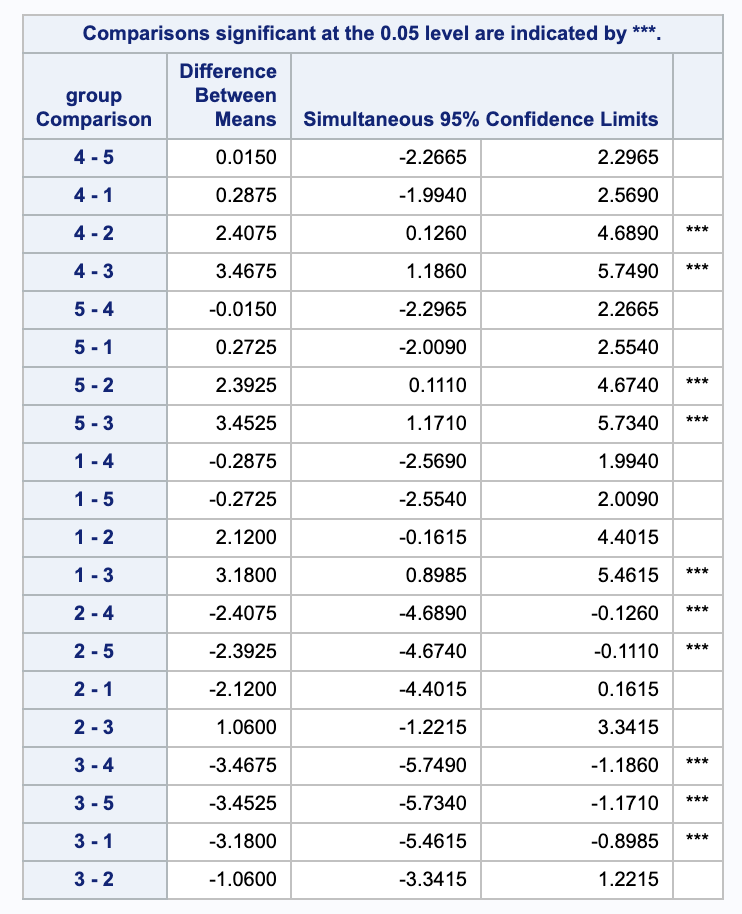 Comparisons significant at the 0.05 level are indicated by ***.
group Comparison Difference Between Means Simultaneous 95% Confidence Limits
4 - 5 0.0150 -2.2665 2.2965
4 - 1 0.2875 -1.9940 2.5690
4 - 2 2.4075 0.1260 4.6890 ***
4 - 3 3.4675 1.1860 5.7490 ***
5 - 4 -0.0150 -2.2965 2.2665
5 - 1 0.2725 -2.0090 2.5540
5 - 2 2.3925 0.1110 4.6740 ***
5 - 3 3.4525 1.1710 5.7340 ***
1 - 4 -0.2875 -2.5690 1.9940
1 - 5 -0.2725 -2.5540 2.0090
1 - 2 2.1200 -0.1615 4.4015
1 - 3 3.1800 0.8985 5.4615 ***
2 - 4 -2.4075 -4.6890 -0.1260 ***
2 - 5 -2.3925 -4.6740 -0.1110 ***
2 - 1 -2.1200 -4.4015 0.1615
2 - 3 1.0600 -1.2215 3.3415
3 - 4 -3.4675 -5.7490 -1.1860 ***
3 - 5 -3.4525 -5.7340 -1.1710 ***
3 - 1 -3.1800 -5.4615 -0.8985 ***
3 - 2 -1.0600 -3.3415 1.2215